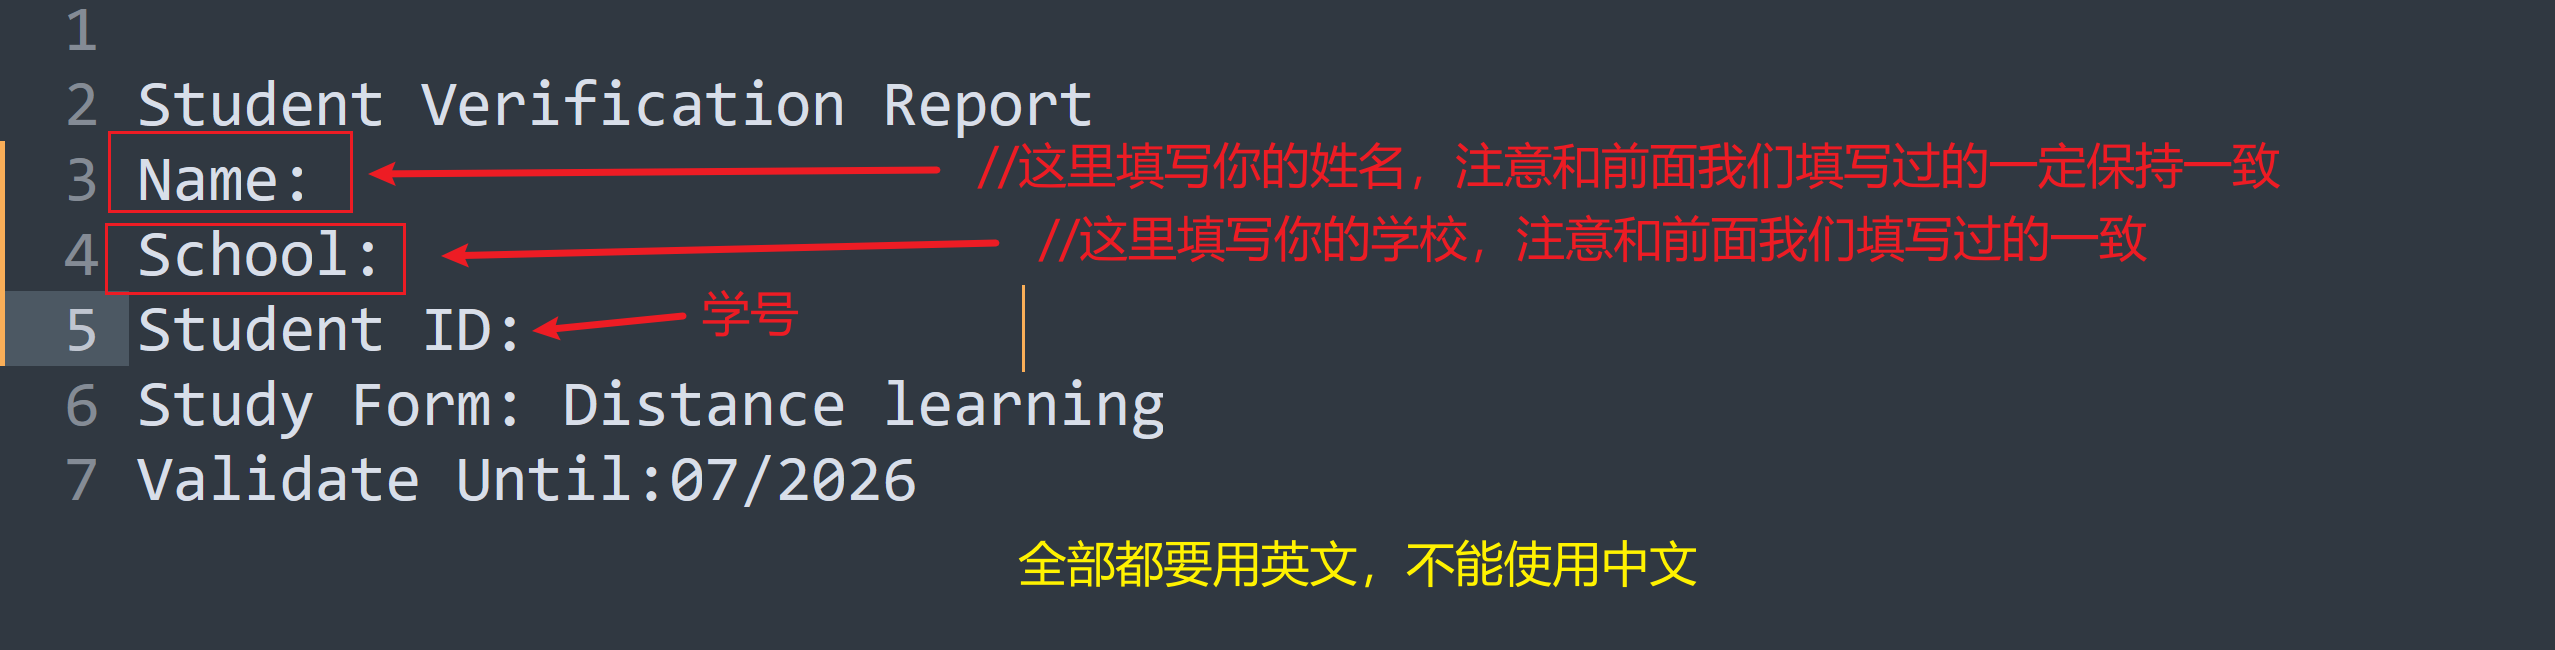 1
2 Student Verification Report
3 Name: //这里填写你的姓名，注意和前面我们填写过的一定保持一致
4 School: //这里填写你的学校，注意和前面我们填写过的一致
5 Student ID: 学号
6 Study Form: Distance learning
7 Validate Until:07/2026
全部都要用英文，不能使用中文